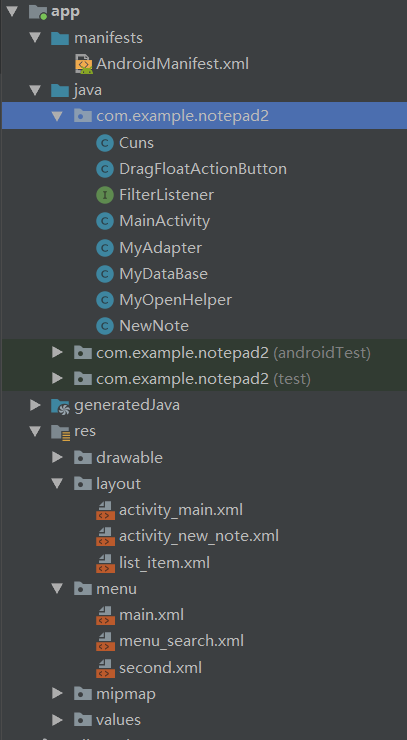 app
manifests
AndroidManifest.xml
java
com.example.notepad2
Cuns
DragFloatActionButton
FilterListener
MainActivity
MyAdapter
MyDataBase
MyOpenHelper
NewNote
com.example.notepad2 (androidTest)
com.example.notepad2 (test)
generatedJava
res
drawable
layout
activity_main.xml
activity_new_note.xml
list_item.xml
menu
main.xml
menu_search.xml
second.xml
mipmap
values